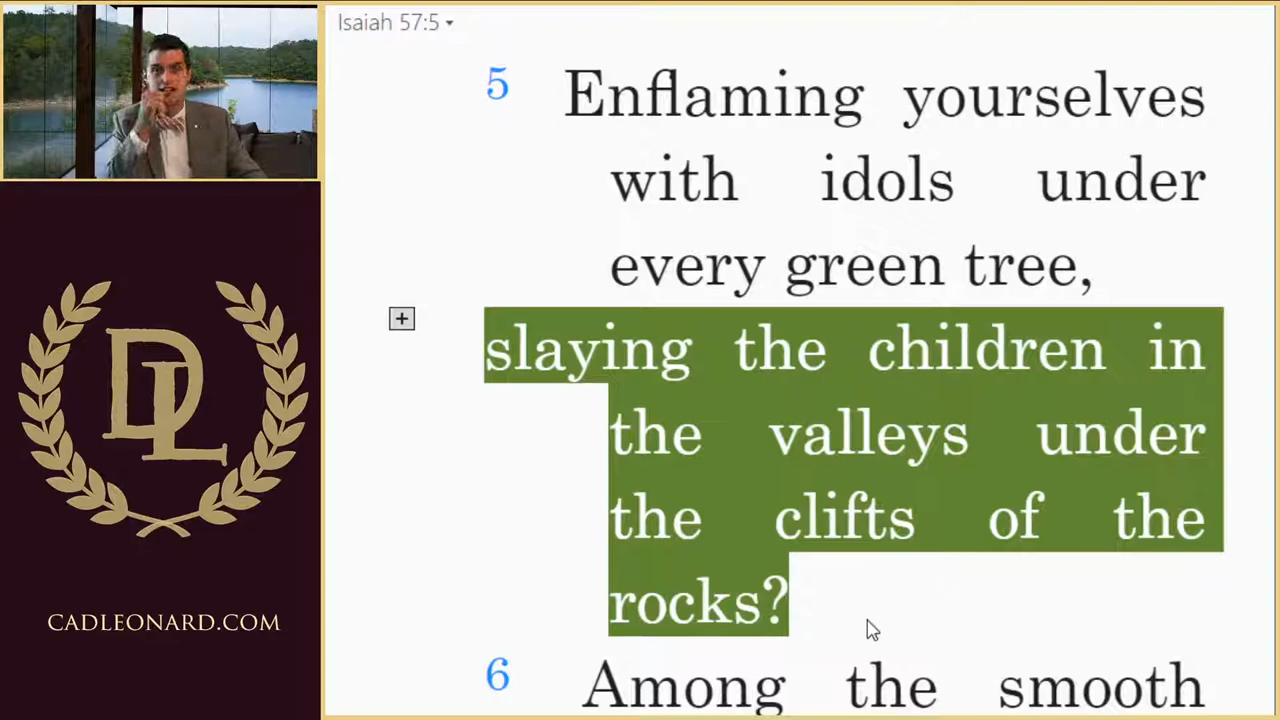 Isaiah 57:5
5 Enflaming yourselves
with idols under
every green tree,
+
slaying the children in
the valleys under
the clifts of the
rocks?
6 Among the smooth
DL
CADLEONARD.COM